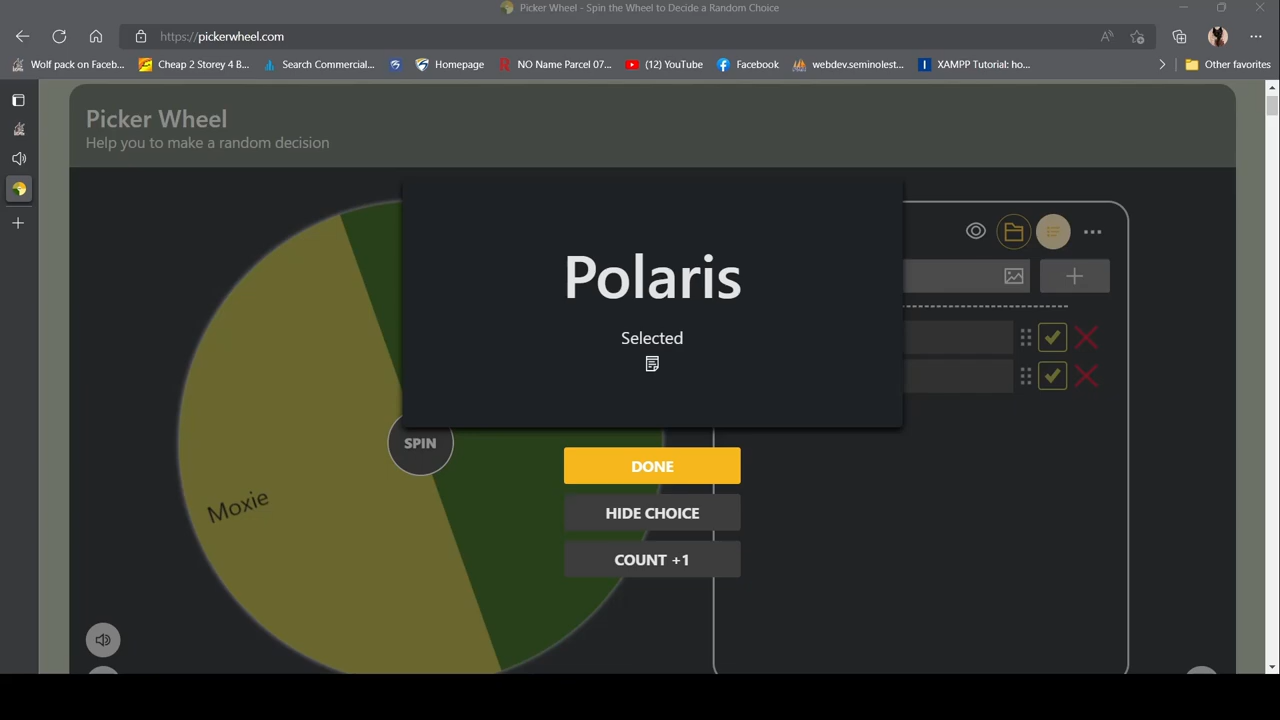 Picker Wheel - Spin the Wheel to Decide a Random Choice
https://pickerwheel.com
Wolf pack on Faceb...
Cheap 2 Storey 4 B...
Search Commercial...
Homepage
NO Name Parcel 07...
(12) YouTube
Facebook
webdev.seminolest...
XAMPP Tutorial: ho...
Other favorites
Picker Wheel
Help you to make a random decision
Polaris
Selected
SPIN
Moxie
DONE
HIDE CHOICE
COUNT +1